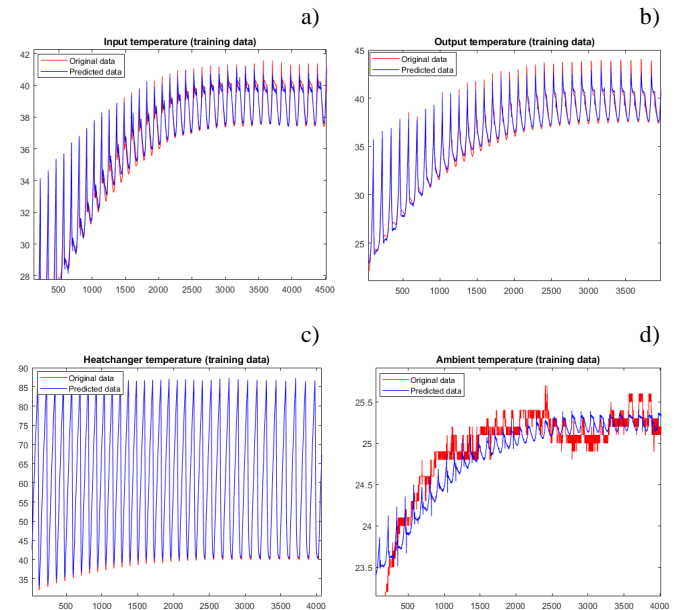 a)
Input temperature (training data)
Original data
Predicted data
42
40
38
36
34
32
30
28
500 1000 1500 2000 2500 3000 3500 4000 4500
b)
Output temperature (training data)
Original data
Predicted data
45
40
35
30
25
500 1000 1500 2000 2500 3000 3500
c)
Heatchanger temperature (training data)
Original data
Predicted data
90
85
80
75
70
65
60
55
50
45
40
35
500 1000 1500 2000 2500 3000 3500 4000
d)
Ambient temperature (training data)
Original data
Predicted data
25.5
25
24.5
24
23.5
500 1000 1500 2000 2500 3000 3500 4000